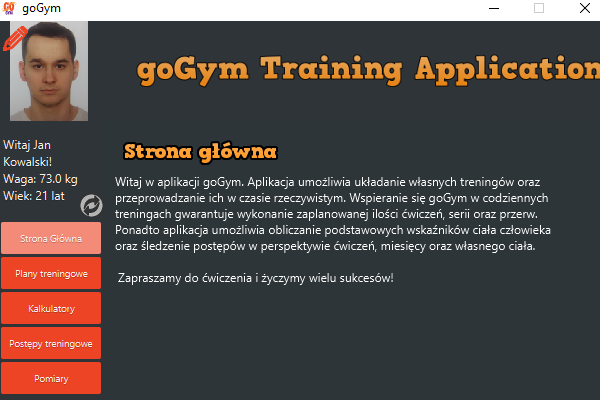 goGym
goGym Training Application
Witaj Jan
Kowalski!
Waga: 73.0 kg
Wiek: 21 lat
Strona Główna
Plany treningowe
Kalkulatory
Postępy treningowe
Pomiary
Strona główna
Witaj w aplikacji goGym. Aplikacja umożliwia układanie własnych treningów oraz
przeprowadzanie ich w czasie rzeczywistym. Wspieranie się goGym w codziennych
treningach gwarantuje wykonanie zaplanowanej ilości ćwiczeń, serii oraz przerw.
Ponadto aplikacja umożliwia obliczanie podstawowych wskaźników ciała człowieka
oraz śledzenie postępów w perspektywie ćwiczeń, miesięcy oraz własnego ciała.
Zapraszamy do ćwiczenia i życzymy wielu sukcesów!